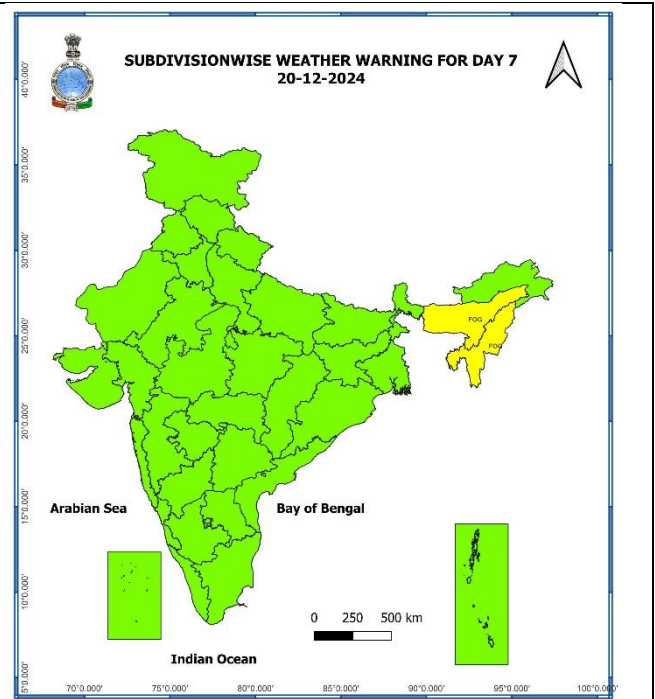 SUBDIVISIONWISE WEATHER WARNING FOR DAY 7
20-12-2024
40°0.000'
35°0.000'
30°0.000'
25°0.000'
20°0.000'
15°0.000'
10°0.000'
5°0.000'
FOG
FOG
Arabian Sea
Bay of Bengal
0 250 500 km
Indian Ocean
70°0.000' 75°0.000' 80°0.000' 85°0.000' 90°0.000' 95°0.000' 100°0.000'